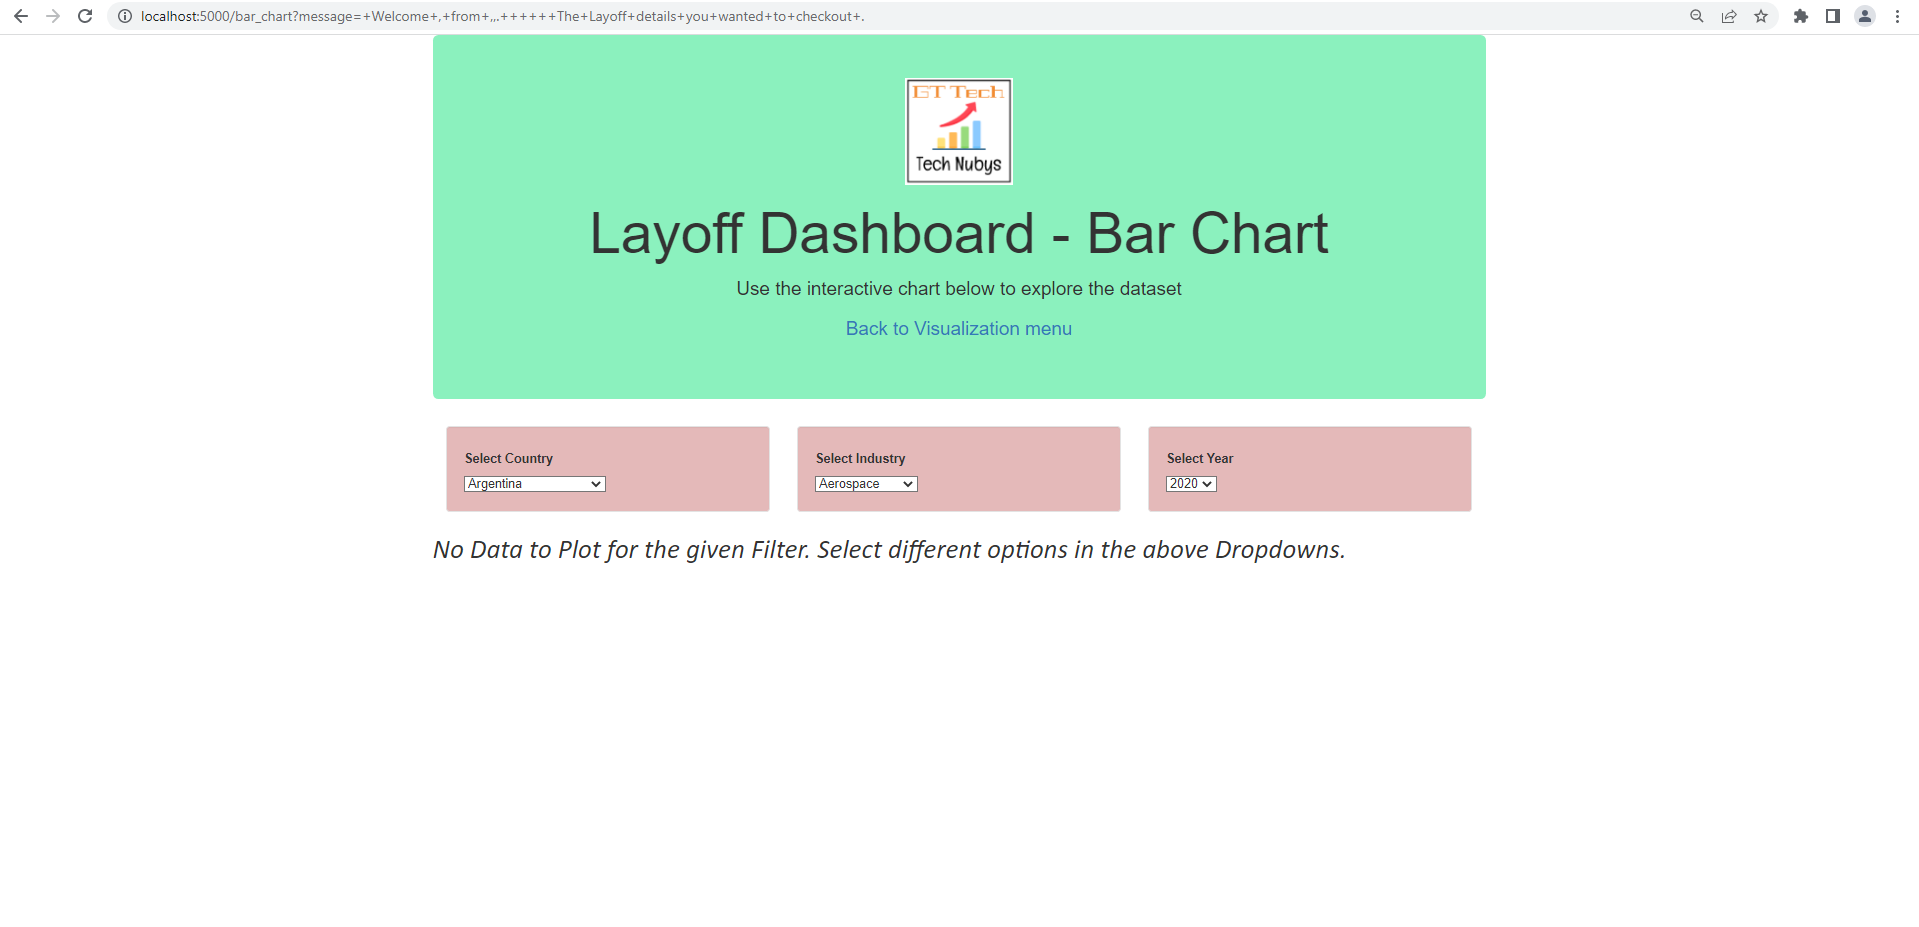 localhost:5000/bar_chart?message=+Welcome+,+from+,,.++++++The+Layoff+details+you+wanted+to+checkout+.
GT Tech
Tech Nubys
Layoff Dashboard - Bar Chart
Use the interactive chart below to explore the dataset
Back to Visualization menu
Select Country
Argentina
Select Industry
Aerospace
Select Year
2020
No Data to Plot for the given Filter. Select different options in the above Dropdowns.